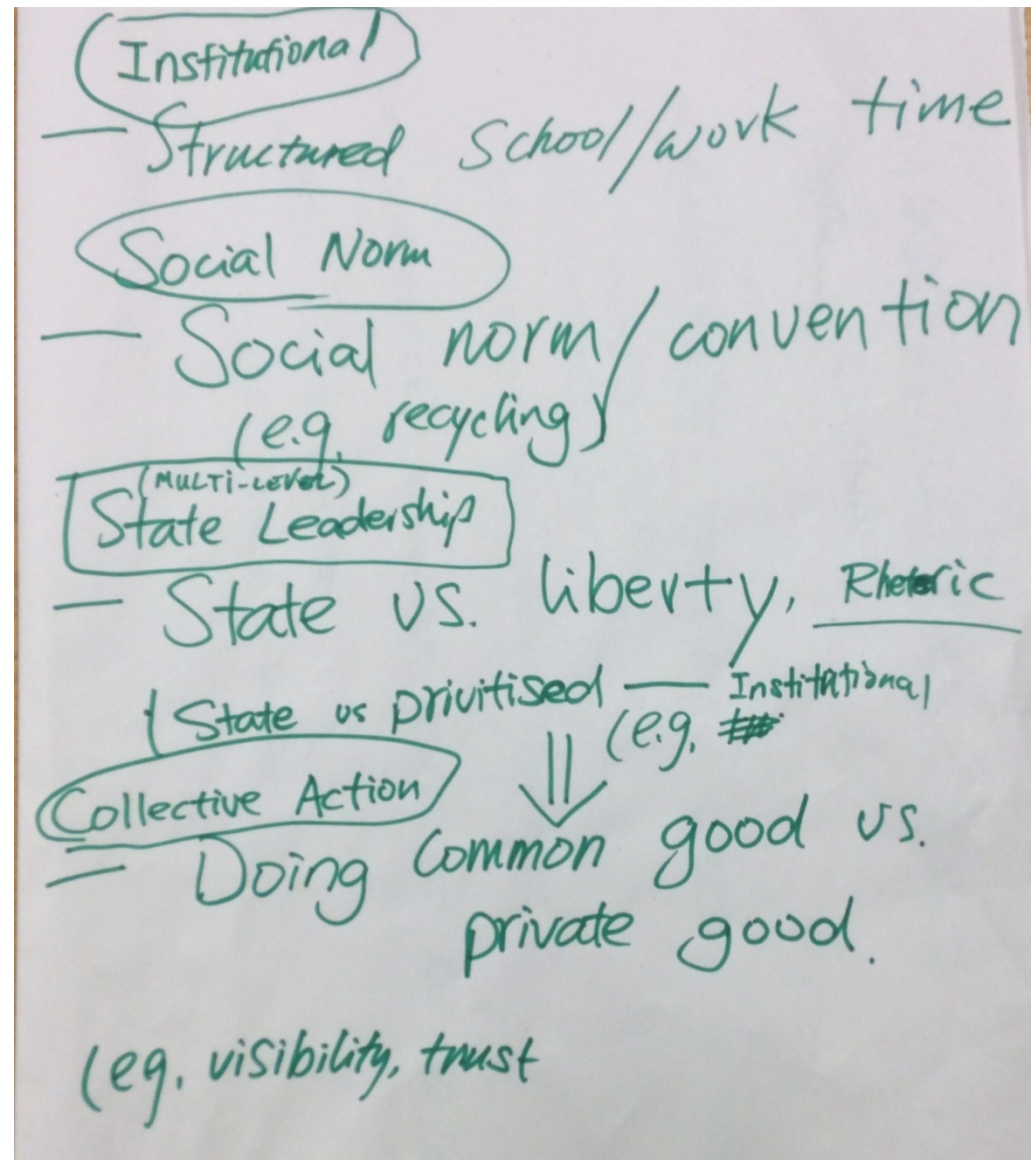 Institutional
— Structured school/work time
Social Norm
— Social norm/convention
(e.g. recycling)
(MULTi-LEVEL)
State Leadership
— State vs. liberty, Rhetoric
(State vs privitised — Institutional
(e.g.
Collective Action
= Doing common good vs.
private good.
(eg. visibility, trust